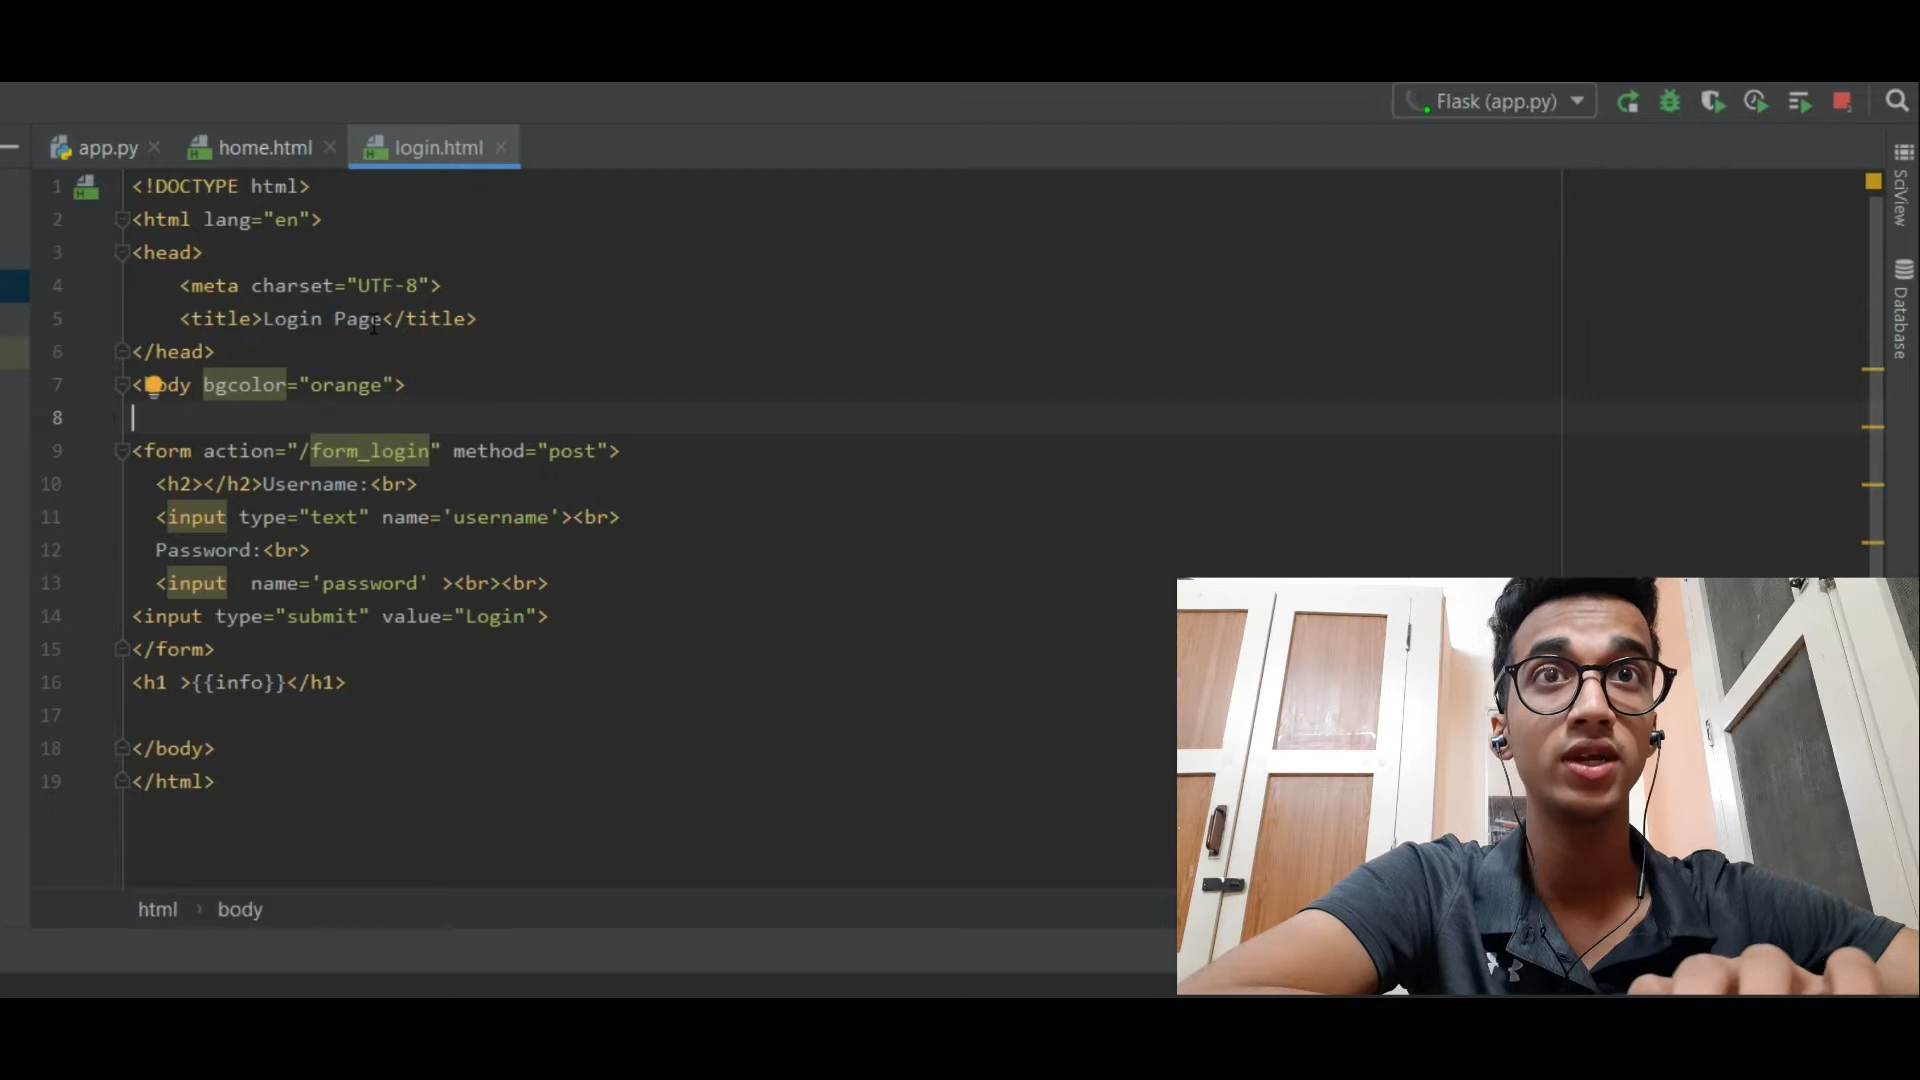 Flask (app.py)
app.py
home.html
login.html
1 <!DOCTYPE html>
2 <html lang="en">
3 <head>
4 <meta charset="UTF-8">
5 <title>Login Page</title>
6 </head>
7 <body bgcolor="orange">
8
9 <form action="/form_login" method="post">
10 <h2></h2>Username:<br>
11 <input type="text" name='username'><br>
12 Password:<br>
13 <input  name='password' ><br><br>
14 <input type="submit" value="Login">
15 </form>
16 <h1 >{{info}}</h1>
17
18 </body>
19 </html>
html › body
SciView
Database